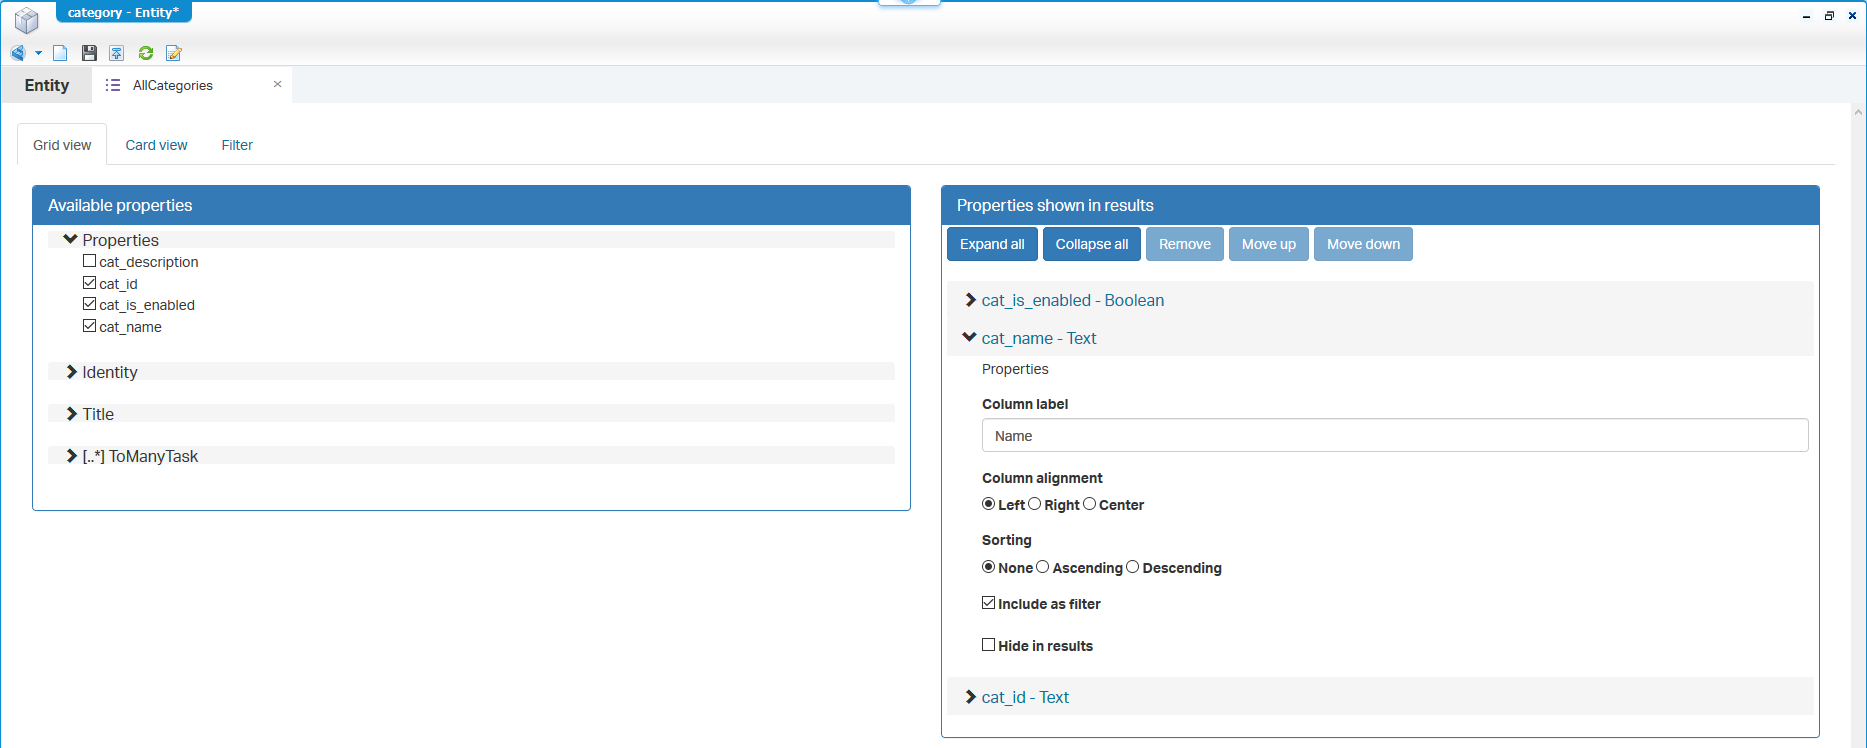 category - Entity*
Entity
AllCategories
Grid view
Card view
Filter
Available properties
Properties
cat_description
cat_id
cat_is_enabled
cat_name
Identity
Title
[..*] ToManyTask
Properties shown in results
Expand all
Collapse all
Remove
Move up
Move down
cat_is_enabled - Boolean
cat_name - Text
Properties
Column label
Name
Column alignment
Left Right Center
Sorting
None Ascending Descending
Include as filter
Hide in results
cat_id - Text